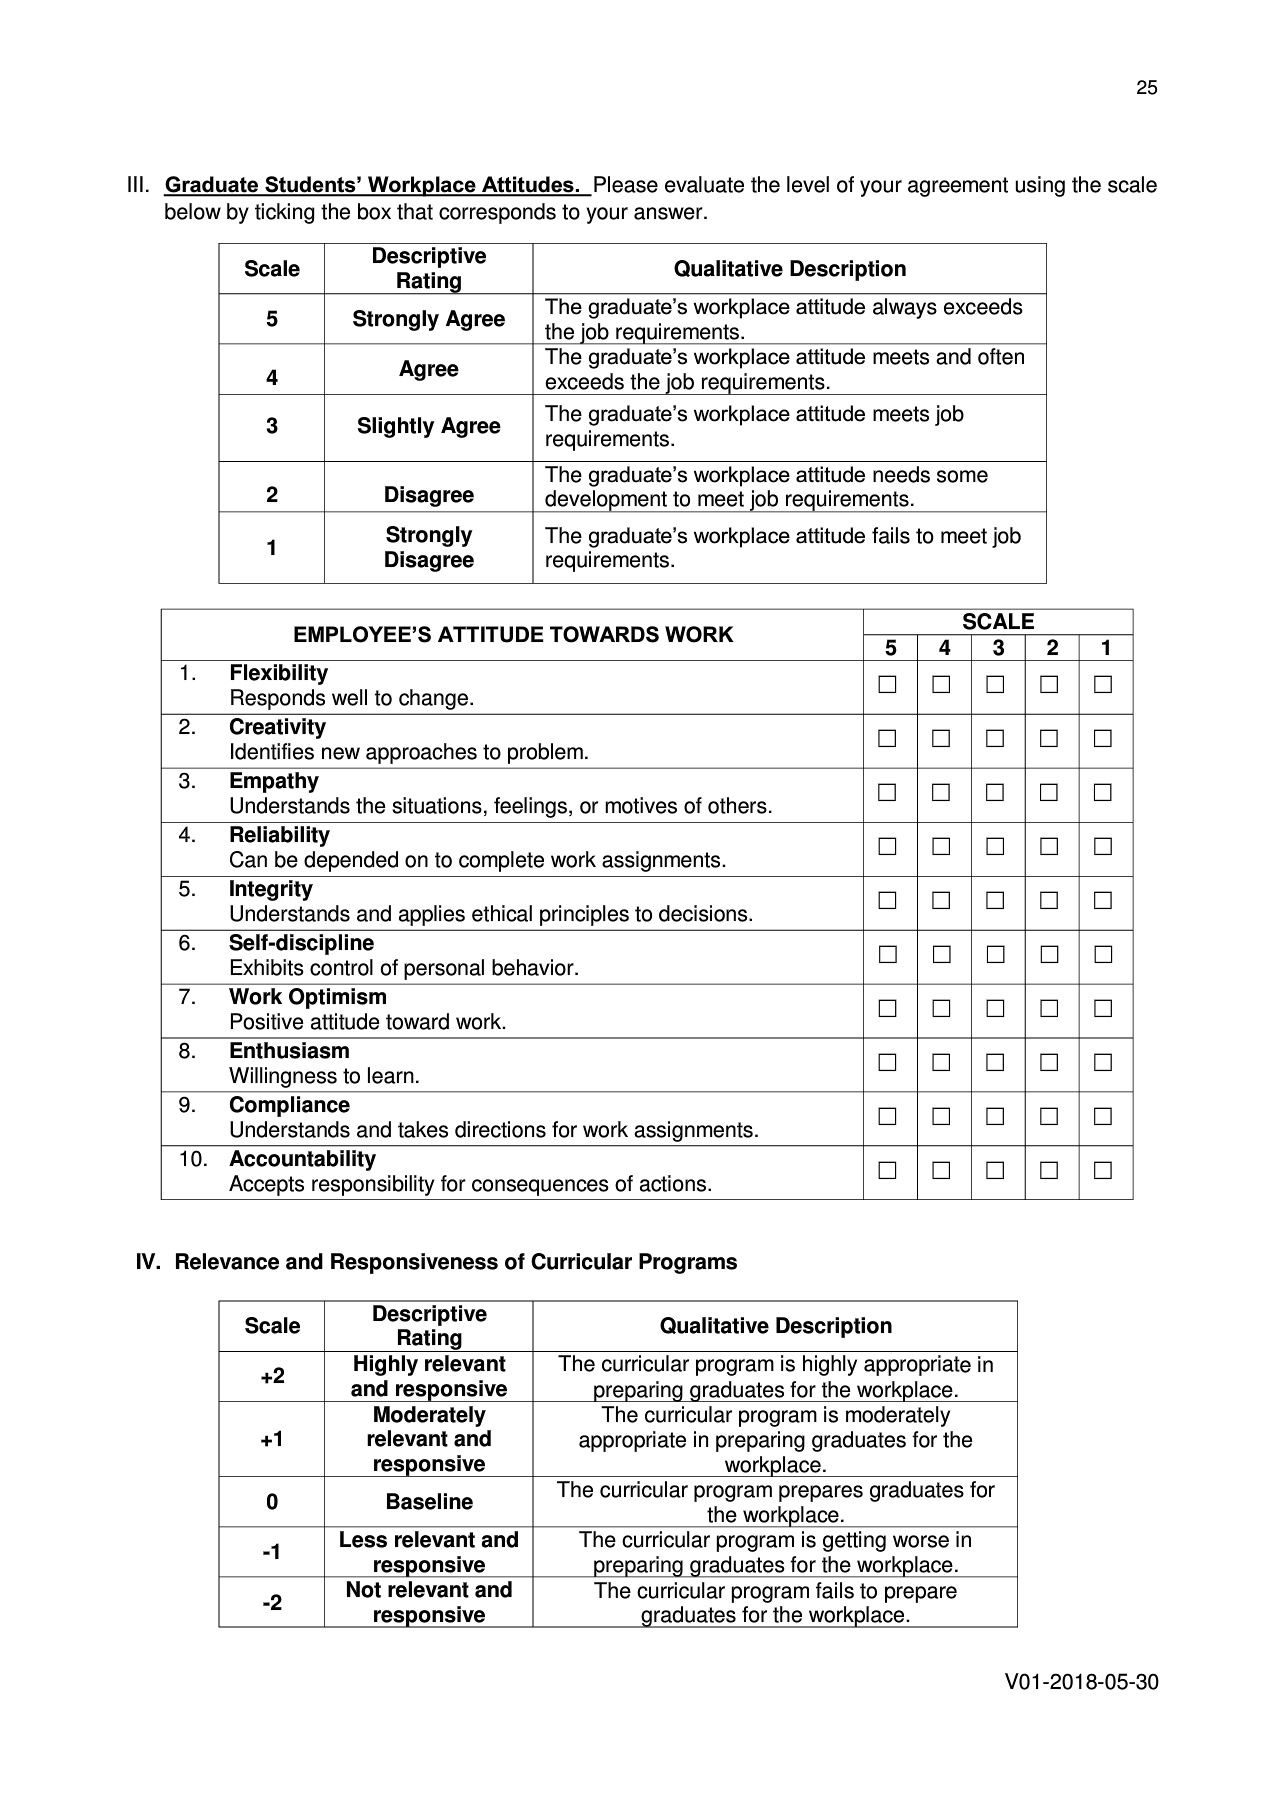 25
III. Graduate Students’ Workplace Attitudes. Please evaluate the level of your agreement using the scale
below by ticking the box that corresponds to your answer.
Scale Descriptive Rating Qualitative Description
5 Strongly Agree The graduate’s workplace attitude always exceeds
the job requirements.
4 Agree The graduate’s workplace attitude meets and often
exceeds the job requirements.
3 Slightly Agree The graduate’s workplace attitude meets job
requirements.
2 Disagree The graduate’s workplace attitude needs some
development to meet job requirements.
1 Strongly Disagree The graduate’s workplace attitude fails to meet job
requirements.
EMPLOYEE’S ATTITUDE TOWARDS WORK SCALE
5 4 3 2 1
1. Flexibility
Responds well to change. ☐ ☐ ☐ ☐ ☐
2. Creativity
Identifies new approaches to problem. ☐ ☐ ☐ ☐ ☐
3. Empathy
Understands the situations, feelings, or motives of others. ☐ ☐ ☐ ☐ ☐
4. Reliability
Can be depended on to complete work assignments. ☐ ☐ ☐ ☐ ☐
5. Integrity
Understands and applies ethical principles to decisions. ☐ ☐ ☐ ☐ ☐
6. Self-discipline
Exhibits control of personal behavior. ☐ ☐ ☐ ☐ ☐
7. Work Optimism
Positive attitude toward work. ☐ ☐ ☐ ☐ ☐
8. Enthusiasm
Willingness to learn. ☐ ☐ ☐ ☐ ☐
9. Compliance
Understands and takes directions for work assignments. ☐ ☐ ☐ ☐ ☐
10. Accountability
Accepts responsibility for consequences of actions. ☐ ☐ ☐ ☐ ☐
IV. Relevance and Responsiveness of Curricular Programs
Scale Descriptive Rating Qualitative Description
+2 Highly relevant and responsive The curricular program is highly appropriate in
preparing graduates for the workplace.
+1 Moderately relevant and responsive The curricular program is moderately
appropriate in preparing graduates for the
workplace.
0 Baseline The curricular program prepares graduates for
the workplace.
-1 Less relevant and responsive The curricular program is getting worse in
preparing graduates for the workplace.
-2 Not relevant and responsive The curricular program fails to prepare
graduates for the workplace.
V01-2018-05-30